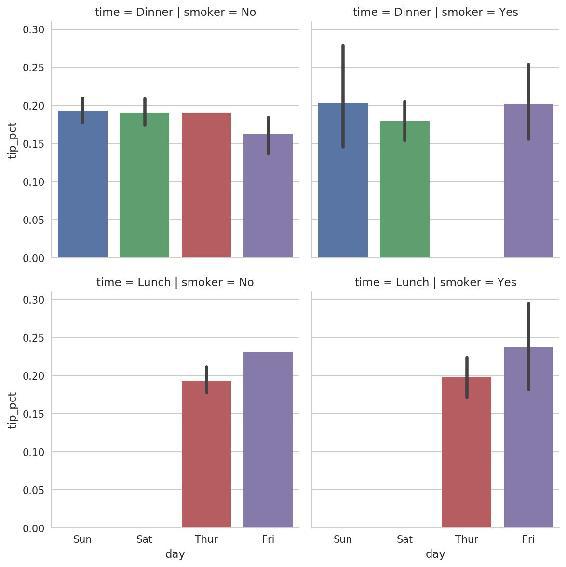 time = Dinner | smoker = No
time = Dinner | smoker = Yes
0.30
0.25
0.20
0.15
0.10
0.05
0.00
tip_pct
time = Lunch | smoker = No
time = Lunch | smoker = Yes
0.30
0.25
0.20
0.15
0.10
0.05
0.00
tip_pct
Sun Sat Thur Fri
Sun Sat Thur Fri
day
day